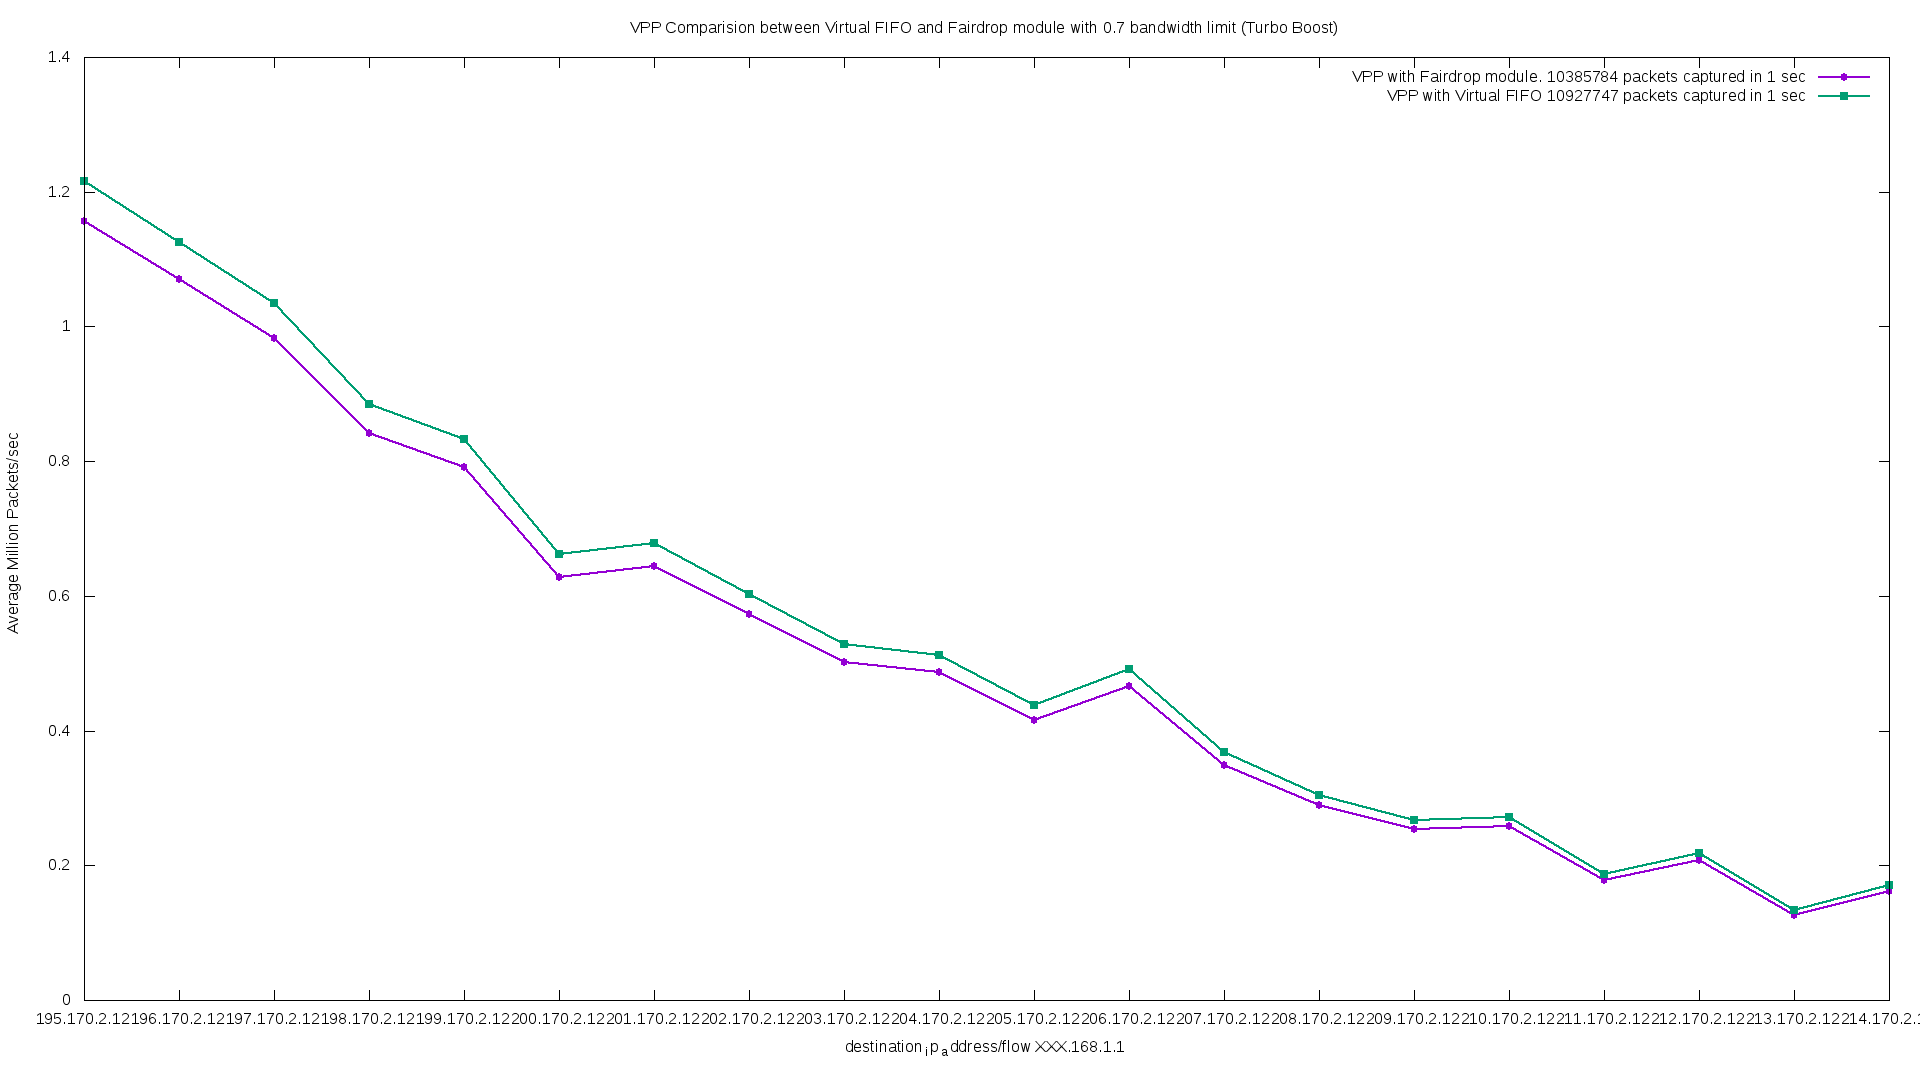 VPP Comparision between Virtual FIFO and Fairdrop module with 0.7 bandwidth limit (Turbo Boost)
1.4
VPP with Fairdrop module. 10385784 packets captured in 1 sec
VPP with Virtual FIFO 10927747 packets captured in 1 sec
1.2
1
0.8
Average Million Packets/sec
0.6
0.4
0.2
0
195.170.2.12196.170.2.12197.170.2.12198.170.2.12199.170.2.12200.170.2.12201.170.2.12202.170.2.12203.170.2.12204.170.2.12205.170.2.12206.170.2.12207.170.2.12208.170.2.12209.170.2.12210.170.2.12211.170.2.12212.170.2.12213.170.2.12214.170.2.1
destination ip address/flow XXX.168.1.1